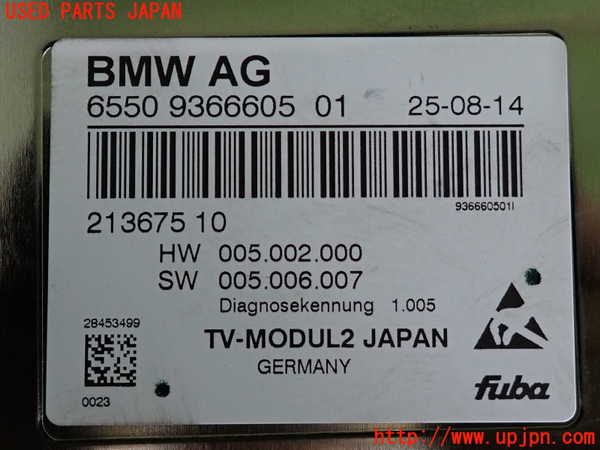 USED PARTS JAPAN
BMW AG
6550 9366605 01 25-08-14
936660501I
213675 10
HW 005.002.000
SW 005.006.007
Diagnosekennung 1.005
28453499
TV-MODUL2 JAPAN
GERMANY
0023
fuba
http://www.upjpn.com/